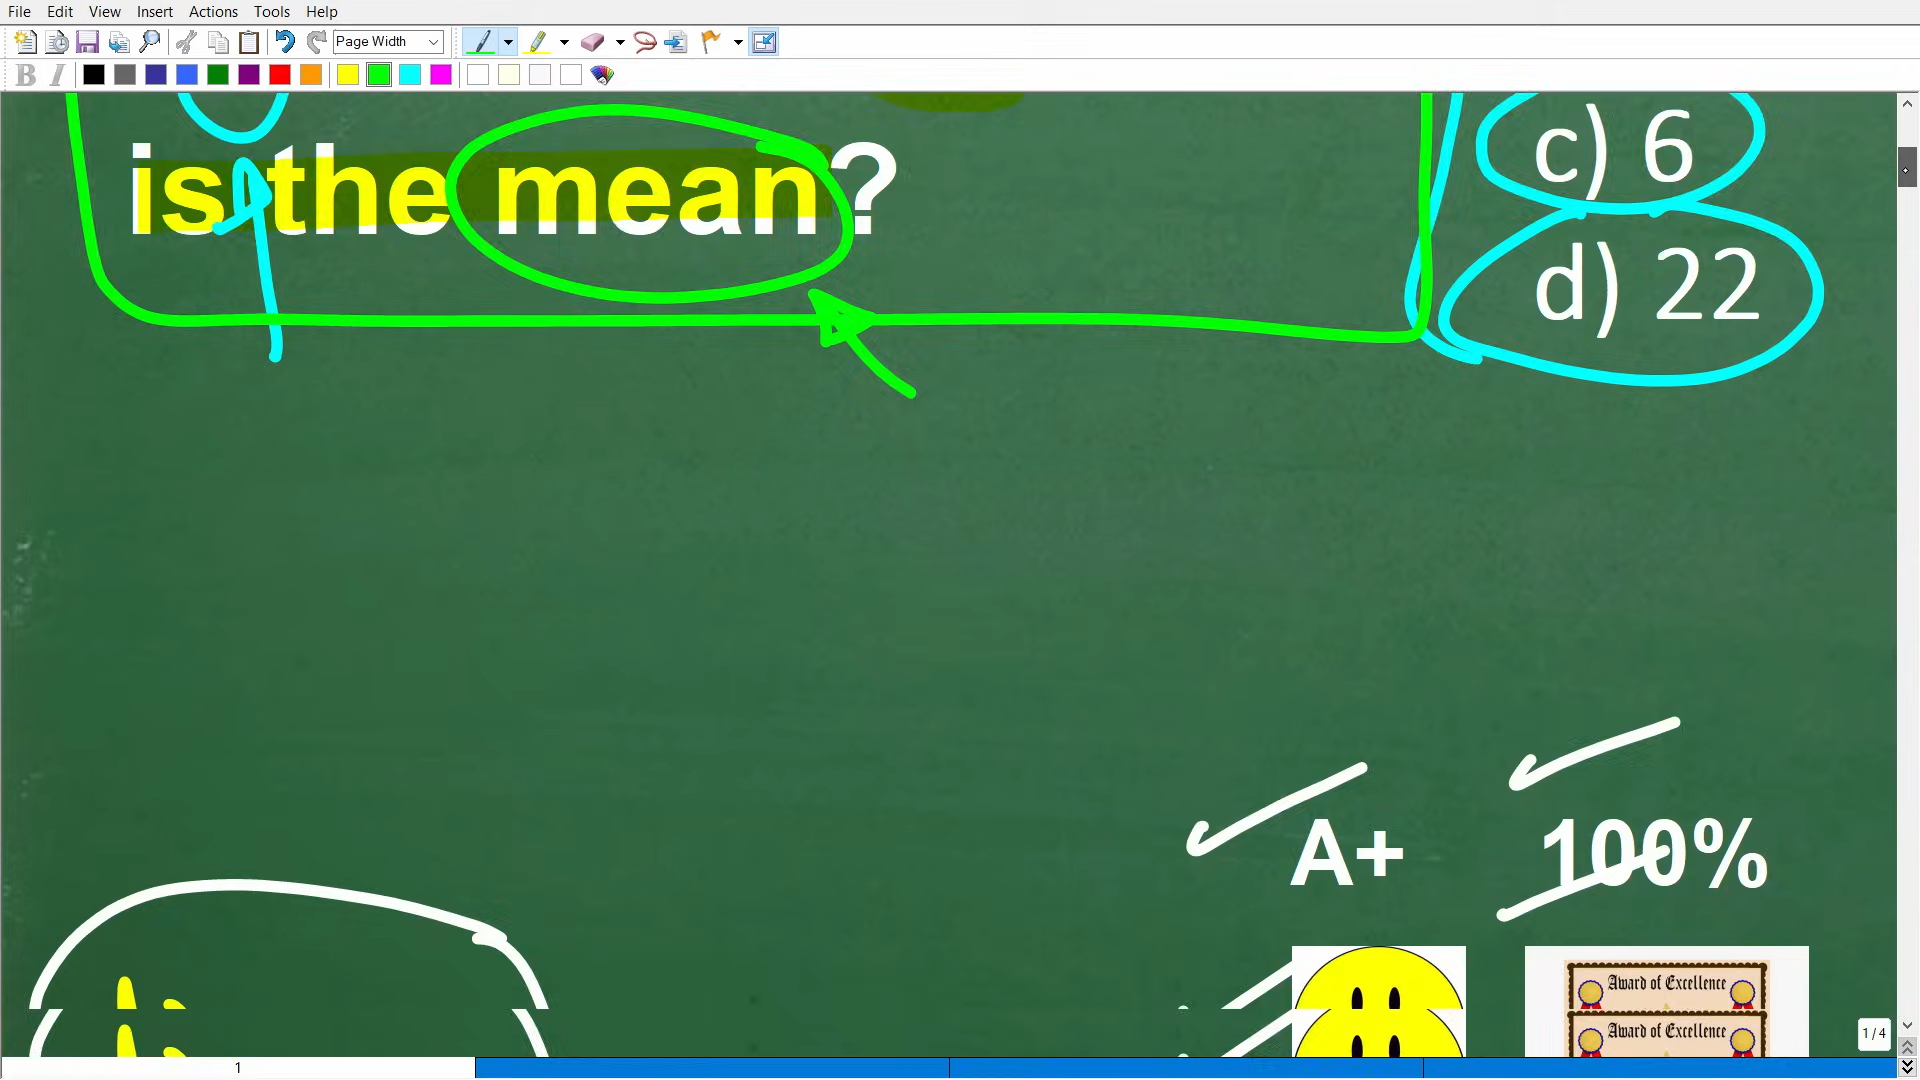 File Edit View Insert Actions Tools Help
Page Width
B I
is the mean?
c) 6
d) 22
A+ 100%
Award of Excellence
Award of Excellence
1 / 4
1